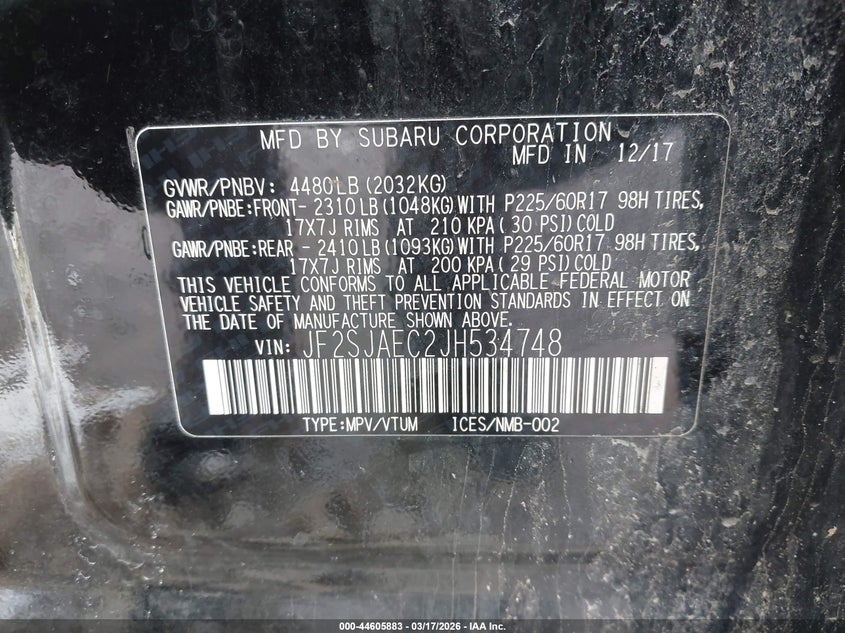 MFD BY SUBARU CORPORATION
MFD IN 12/17
GVWR/PNBV: 4480LB (2032KG)
GAWR/PNBE:FRONT- 2310LB (1048KG) WITH P225/60R17 98H TIRES,
17X7J RIMS AT 210 KPA ( 30 PSI) COLD
GAWR/PNBE:REAR - 2410LB (1093KG) WITH P225/60R17 98H TIRES,
17X7J RIMS AT 200 KPA ( 29 PSI) COLD
THIS VEHICLE CONFORMS TO ALL APPLICABLE FEDERAL MOTOR
VEHICLE SAFETY AND THEFT PREVENTION STANDARDS IN EFFECT ON
THE DATE OF MANUFACTURE SHOWN ABOVE.
VIN: JF2SJAEC2JH534748
TYPE:MPV/VTUM ICES/NMB-002
000-44605883 - 03/17/2026 - IAA Inc.